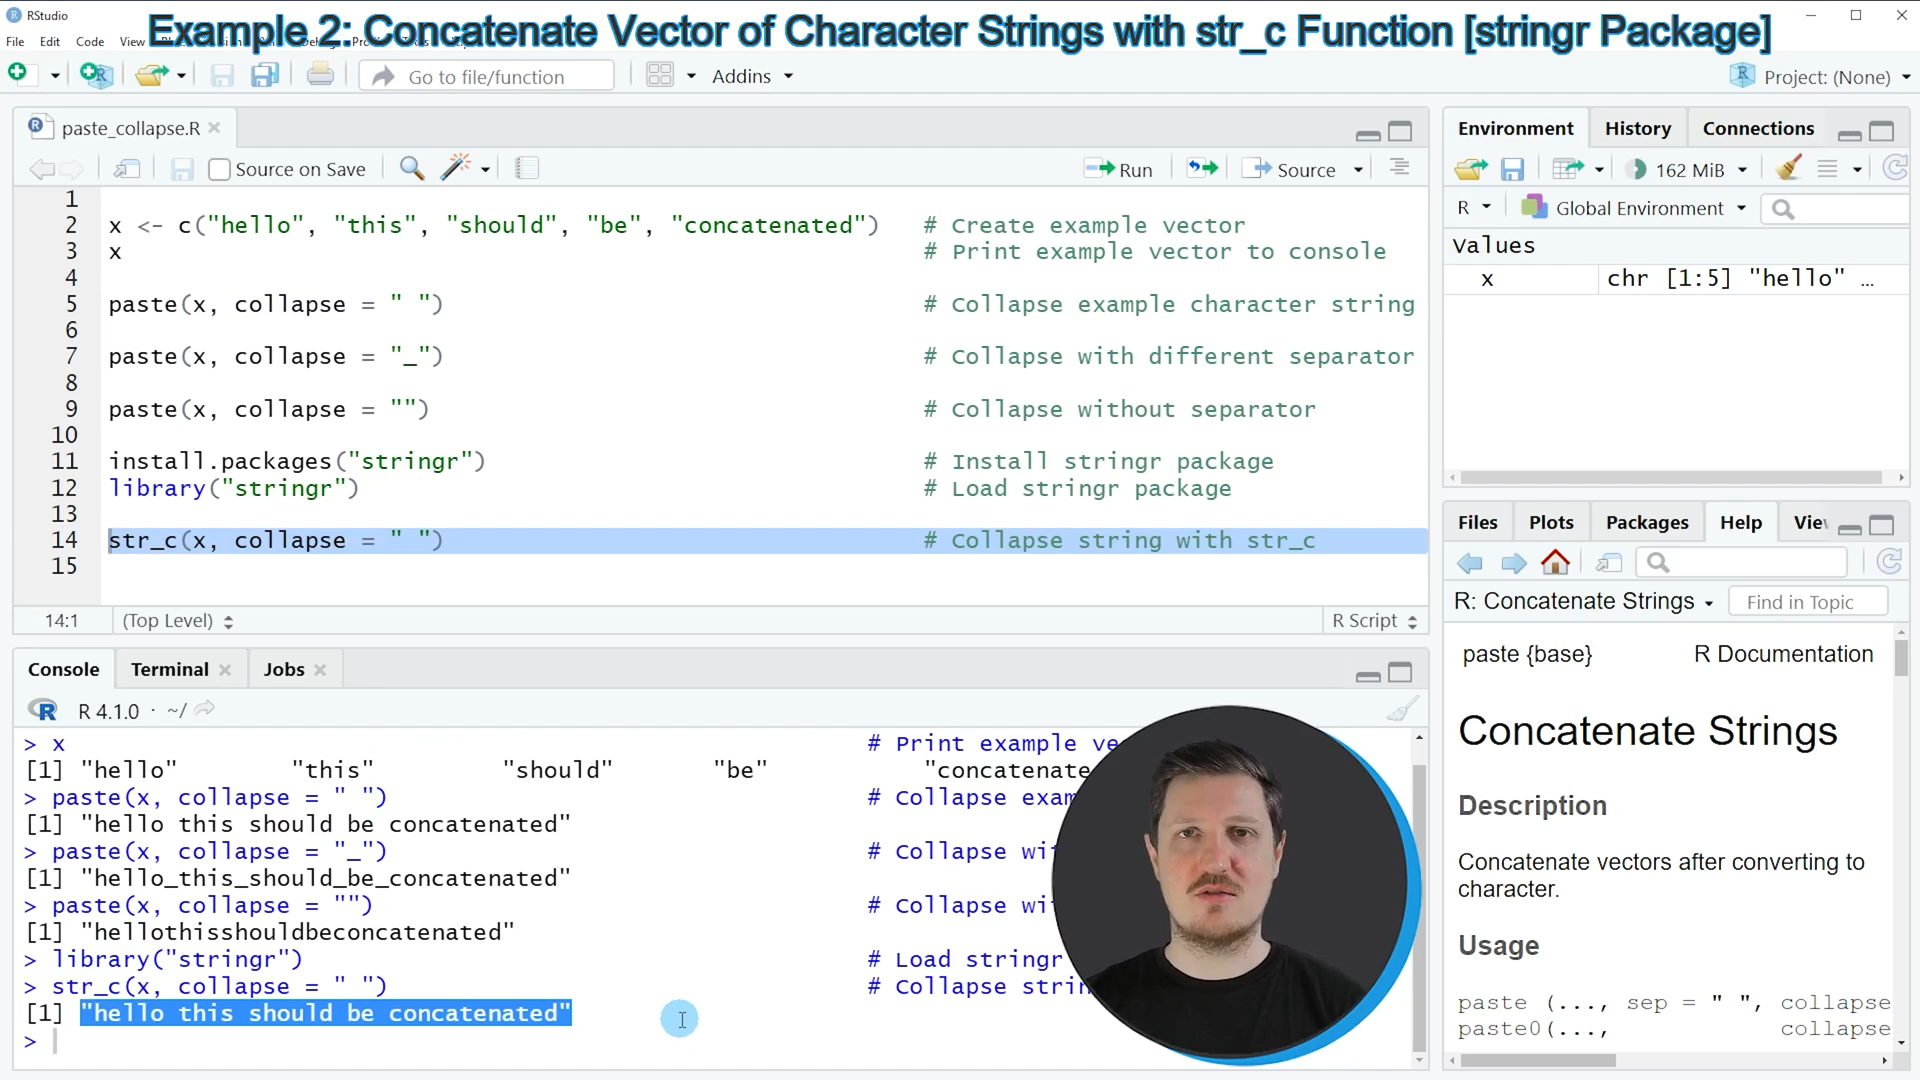 RStudio
Example 2: Concatenate Vector of Character Strings with str_c Function [stringr Package]
File Edit Code View
Go to file/function
Addins
Project: (None)
paste_collapse.R
Source on Save
Run
Source
1
2 x <- c("hello", "this", "should", "be", "concatenated") # Create example vector
3 x # Print example vector to console
4
5 paste(x, collapse = " ") # Collapse example character string
6
7 paste(x, collapse = "_") # Collapse with different separator
8
9 paste(x, collapse = "") # Collapse without separator
10
11 install.packages("stringr") # Install stringr package
12 library("stringr") # Load stringr package
13
14 str_c(x, collapse = " ") # Collapse string with str_c
15
14:1 (Top Level) R Script
Console Terminal Jobs
R 4.1.0 · ~/
> x # Print example ve
[1] "hello" "this" "should" "be" "concatenate
> paste(x, collapse = " ") # Collapse exam
[1] "hello this should be concatenated"
> paste(x, collapse = "_") # Collapse wit
[1] "hello_this_should_be_concatenated"
> paste(x, collapse = "") # Collapse wi
[1] "hellothisshouldbeconcatenated"
> library("stringr") # Load stringr
> str_c(x, collapse = " ") # Collapse strin
[1] "hello this should be concatenated"
>
Environment History Connections
162 MiB
R Global Environment
Values
x chr [1:5] "hello" …
Files Plots Packages Help Vie
R: Concatenate Strings Find in Topic
paste {base} R Documentation
Concatenate Strings
Description
Concatenate vectors after converting to
character.
Usage
paste (..., sep = " ", collapse
paste0(..., collapse